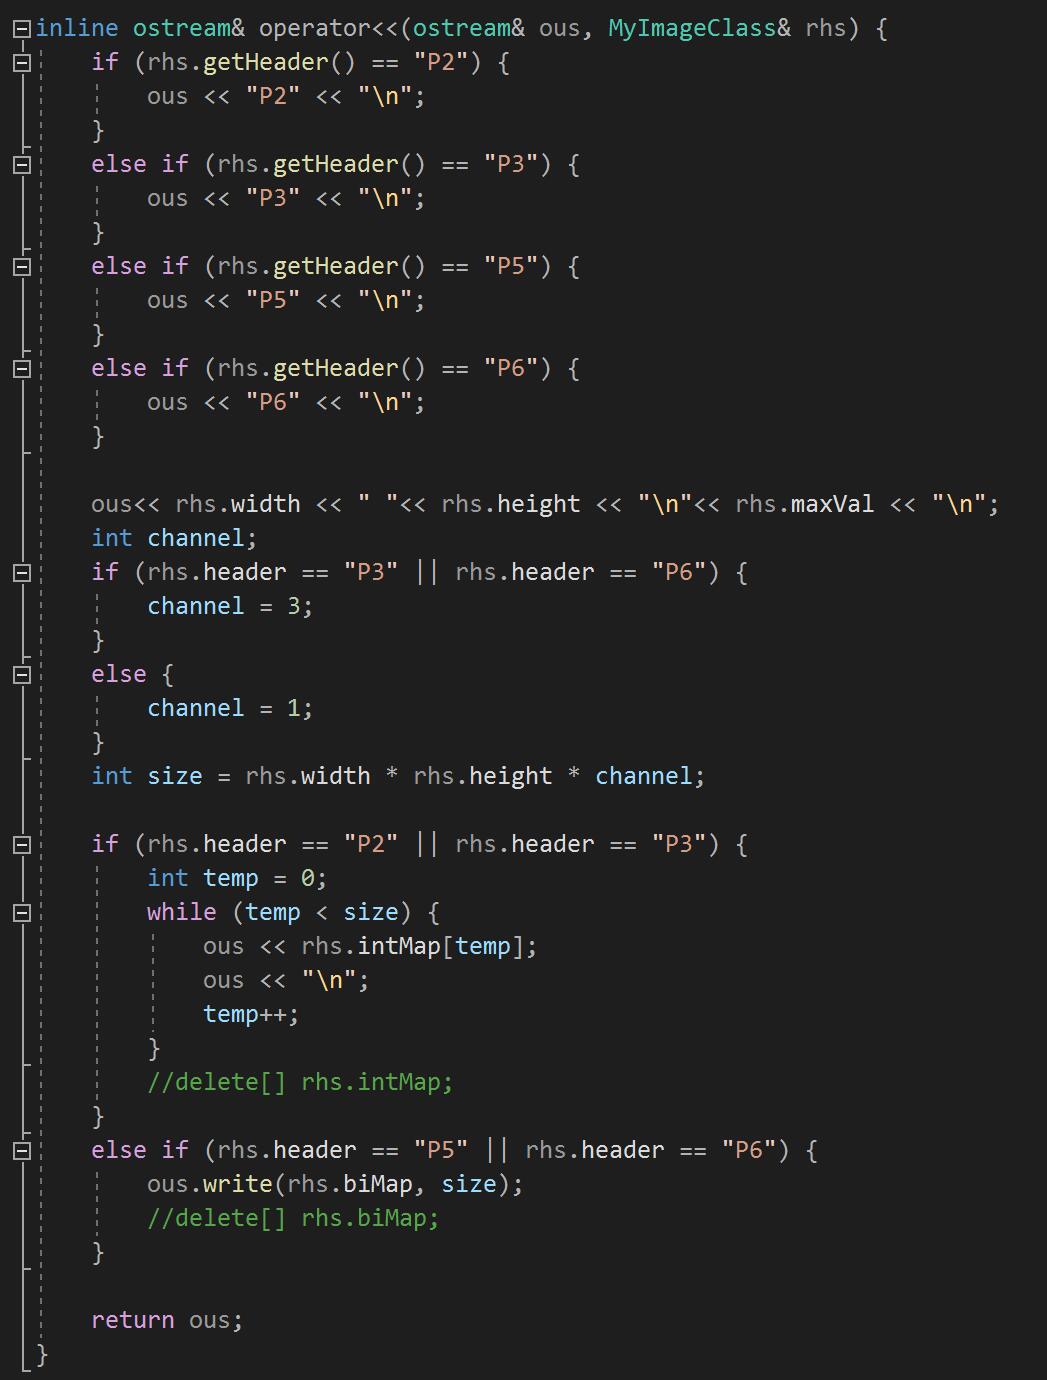 inline ostream& operator<<(ostream& ous, MyImageClass& rhs) {
    if (rhs.getHeader() == "P2") {
        ous << "P2" << "\n";
    }
    else if (rhs.getHeader() == "P3") {
        ous << "P3" << "\n";
    }
    else if (rhs.getHeader() == "P5") {
        ous << "P5" << "\n";
    }
    else if (rhs.getHeader() == "P6") {
        ous << "P6" << "\n";
    }

    ous<< rhs.width << " "<< rhs.height << "\n"<< rhs.maxVal << "\n";
    int channel;
    if (rhs.header == "P3" || rhs.header == "P6") {
        channel = 3;
    }
    else {
        channel = 1;
    }
    int size = rhs.width * rhs.height * channel;

    if (rhs.header == "P2" || rhs.header == "P3") {
        int temp = 0;
        while (temp < size) {
            ous << rhs.intMap[temp];
            ous << "\n";
            temp++;
        }
        //delete[] rhs.intMap;
    }
    else if (rhs.header == "P5" || rhs.header == "P6") {
        ous.write(rhs.biMap, size);
        //delete[] rhs.biMap;
    }

    return ous;
}